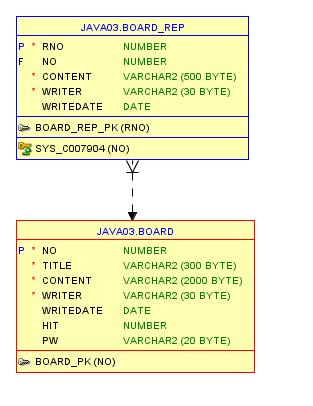 JAVA03.BOARD_REP
P * RNO NUMBER
F NO NUMBER
* CONTENT VARCHAR2 (500 BYTE)
* WRITER VARCHAR2 (30 BYTE)
WRITEDATE DATE
BOARD_REP_PK (RNO)
SYS_C007904 (NO)
JAVA03.BOARD
P * NO NUMBER
* TITLE VARCHAR2 (300 BYTE)
* CONTENT VARCHAR2 (2000 BYTE)
* WRITER VARCHAR2 (30 BYTE)
WRITEDATE DATE
HIT NUMBER
PW VARCHAR2 (20 BYTE)
BOARD_PK (NO)